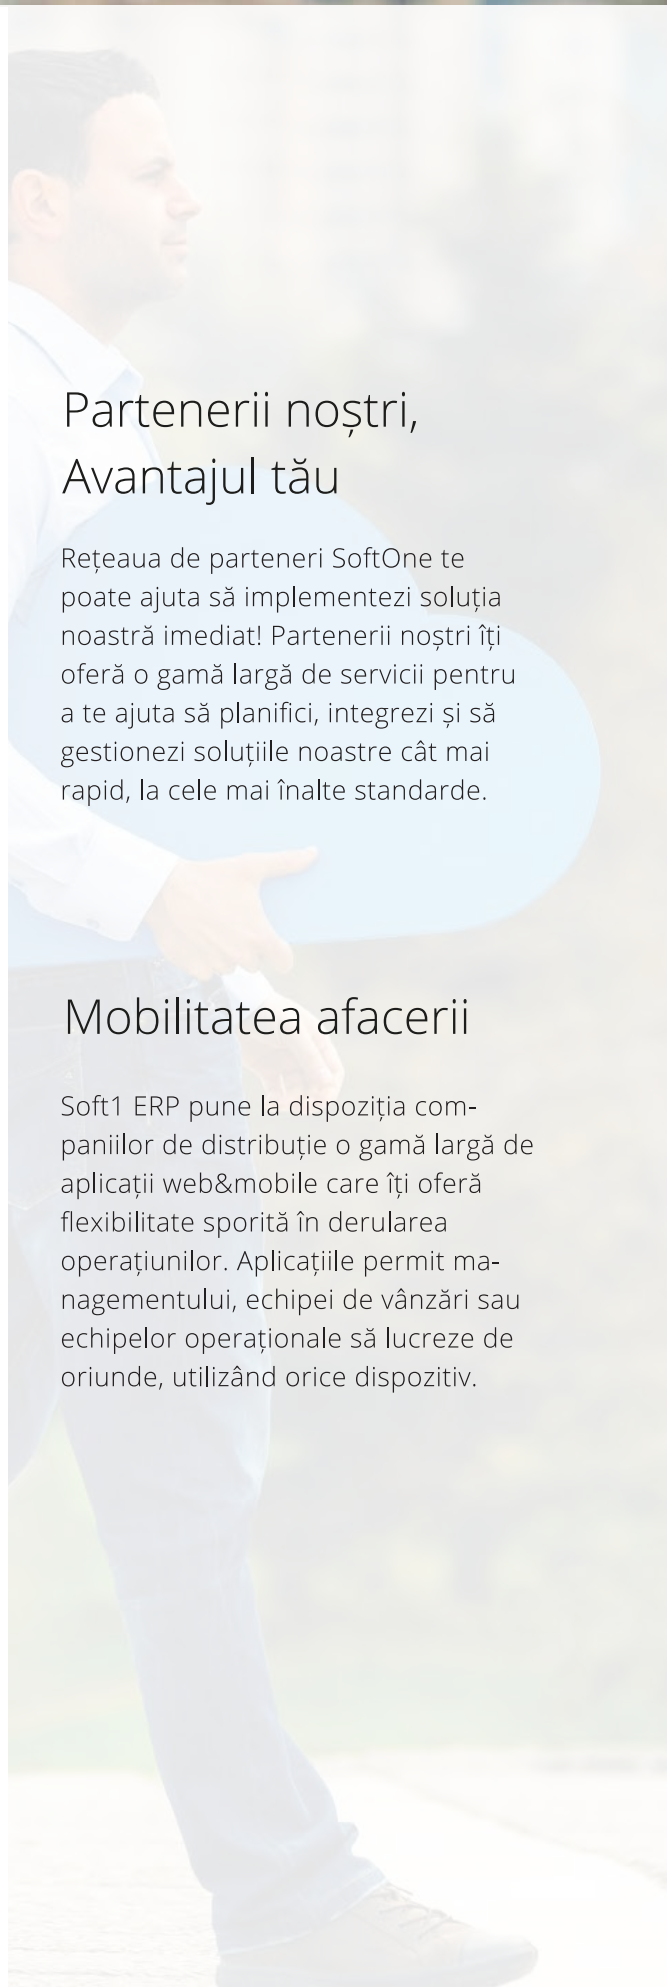 Partenerii noștri,
Avantajul tău
Rețeaua de parteneri SoftOne te
poate ajuta să implementezi soluția
noastră imediat! Partenerii noștri îți
oferă o gamă largă de servicii pentru
a te ajuta să planifici, integrezi și să
gestionezi soluțiile noastre cât mai
rapid, la cele mai înalte standarde.
Mobilitatea afacerii
Soft1 ERP pune la dispoziția com-
paniilor de distribuție o gamă largă de
aplicații web&mobile care îți oferă
flexibilitate sporită în derularea
operațiunilor. Aplicațiile permit ma-
nagementului, echipei de vânzări sau
echipelor operaționale să lucreze de
oriunde, utilizând orice dispozitiv.